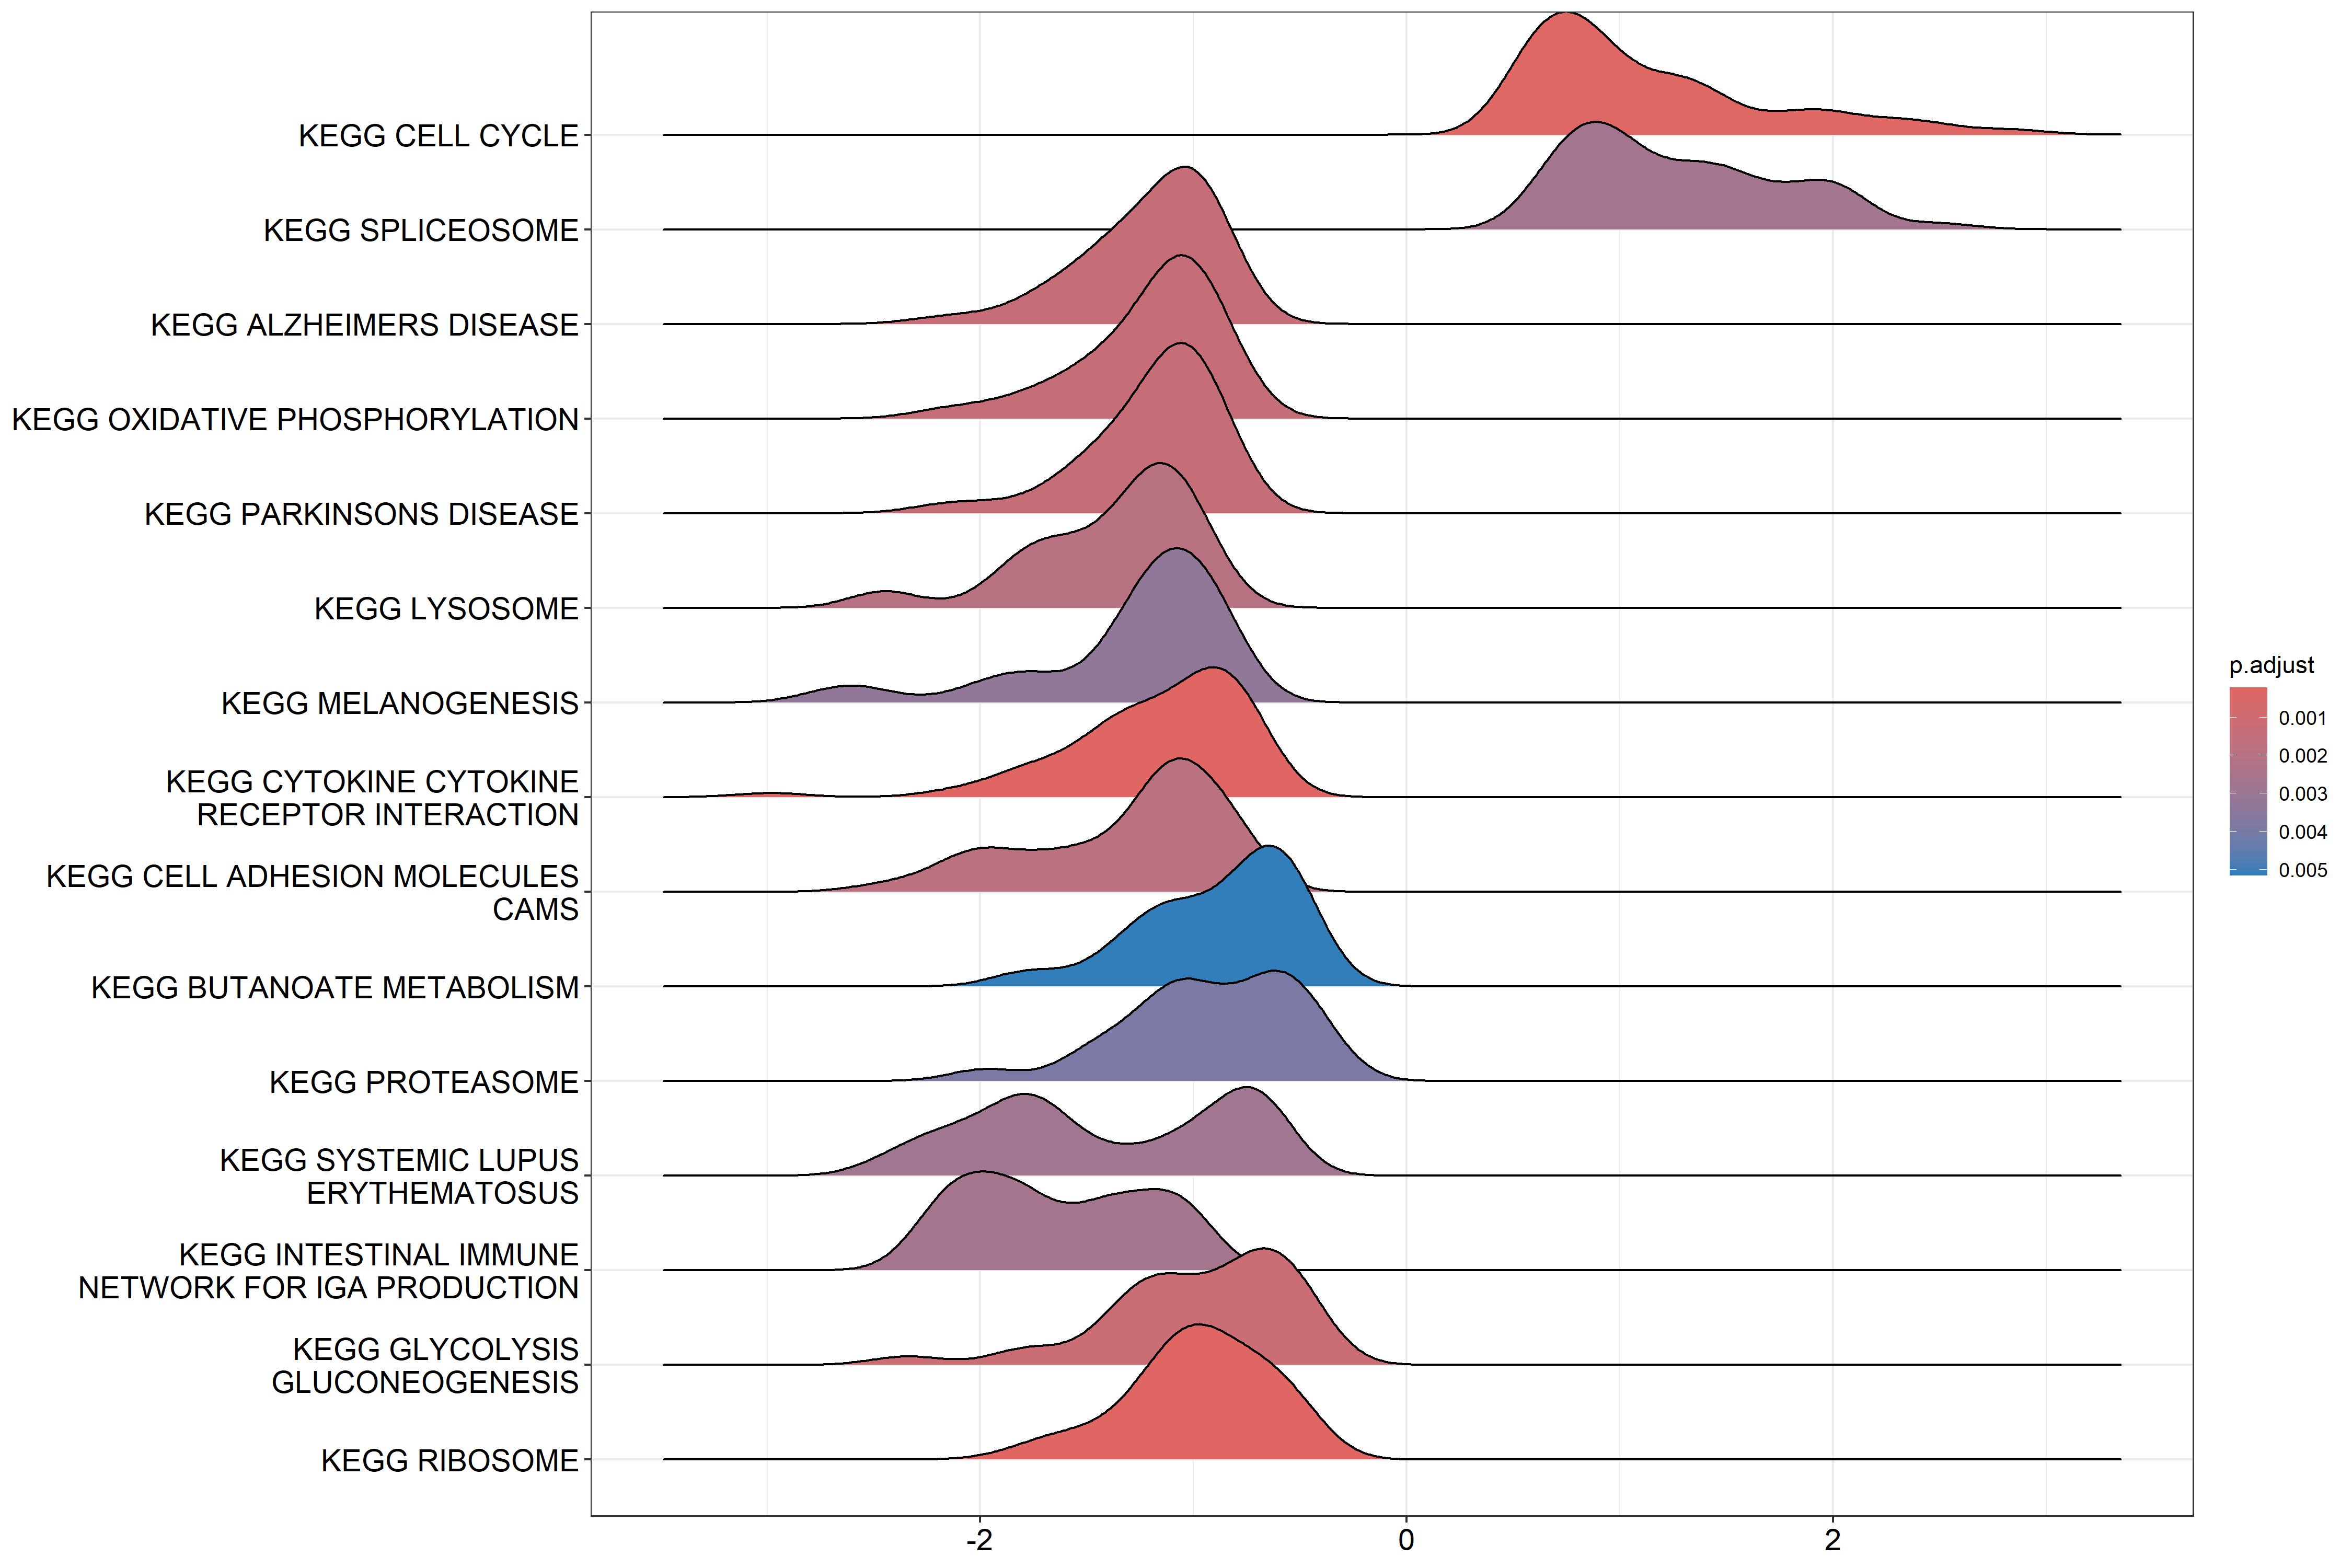 KEGG CELL CYCLE
KEGG SPLICEOSOME
KEGG ALZHEIMERS DISEASE
KEGG OXIDATIVE PHOSPHORYLATION
KEGG PARKINSONS DISEASE
KEGG LYSOSOME
KEGG MELANOGENESIS
KEGG CYTOKINE CYTOKINE
RECEPTOR INTERACTION
KEGG CELL ADHESION MOLECULES
CAMS
KEGG BUTANOATE METABOLISM
KEGG PROTEASOME
KEGG SYSTEMIC LUPUS
ERYTHEMATOSUS
KEGG INTESTINAL IMMUNE
NETWORK FOR IGA PRODUCTION
KEGG GLYCOLYSIS
GLUCONEOGENESIS
KEGG RIBOSOME
-2 0 2
p.adjust
0.001
0.002
0.003
0.004
0.005